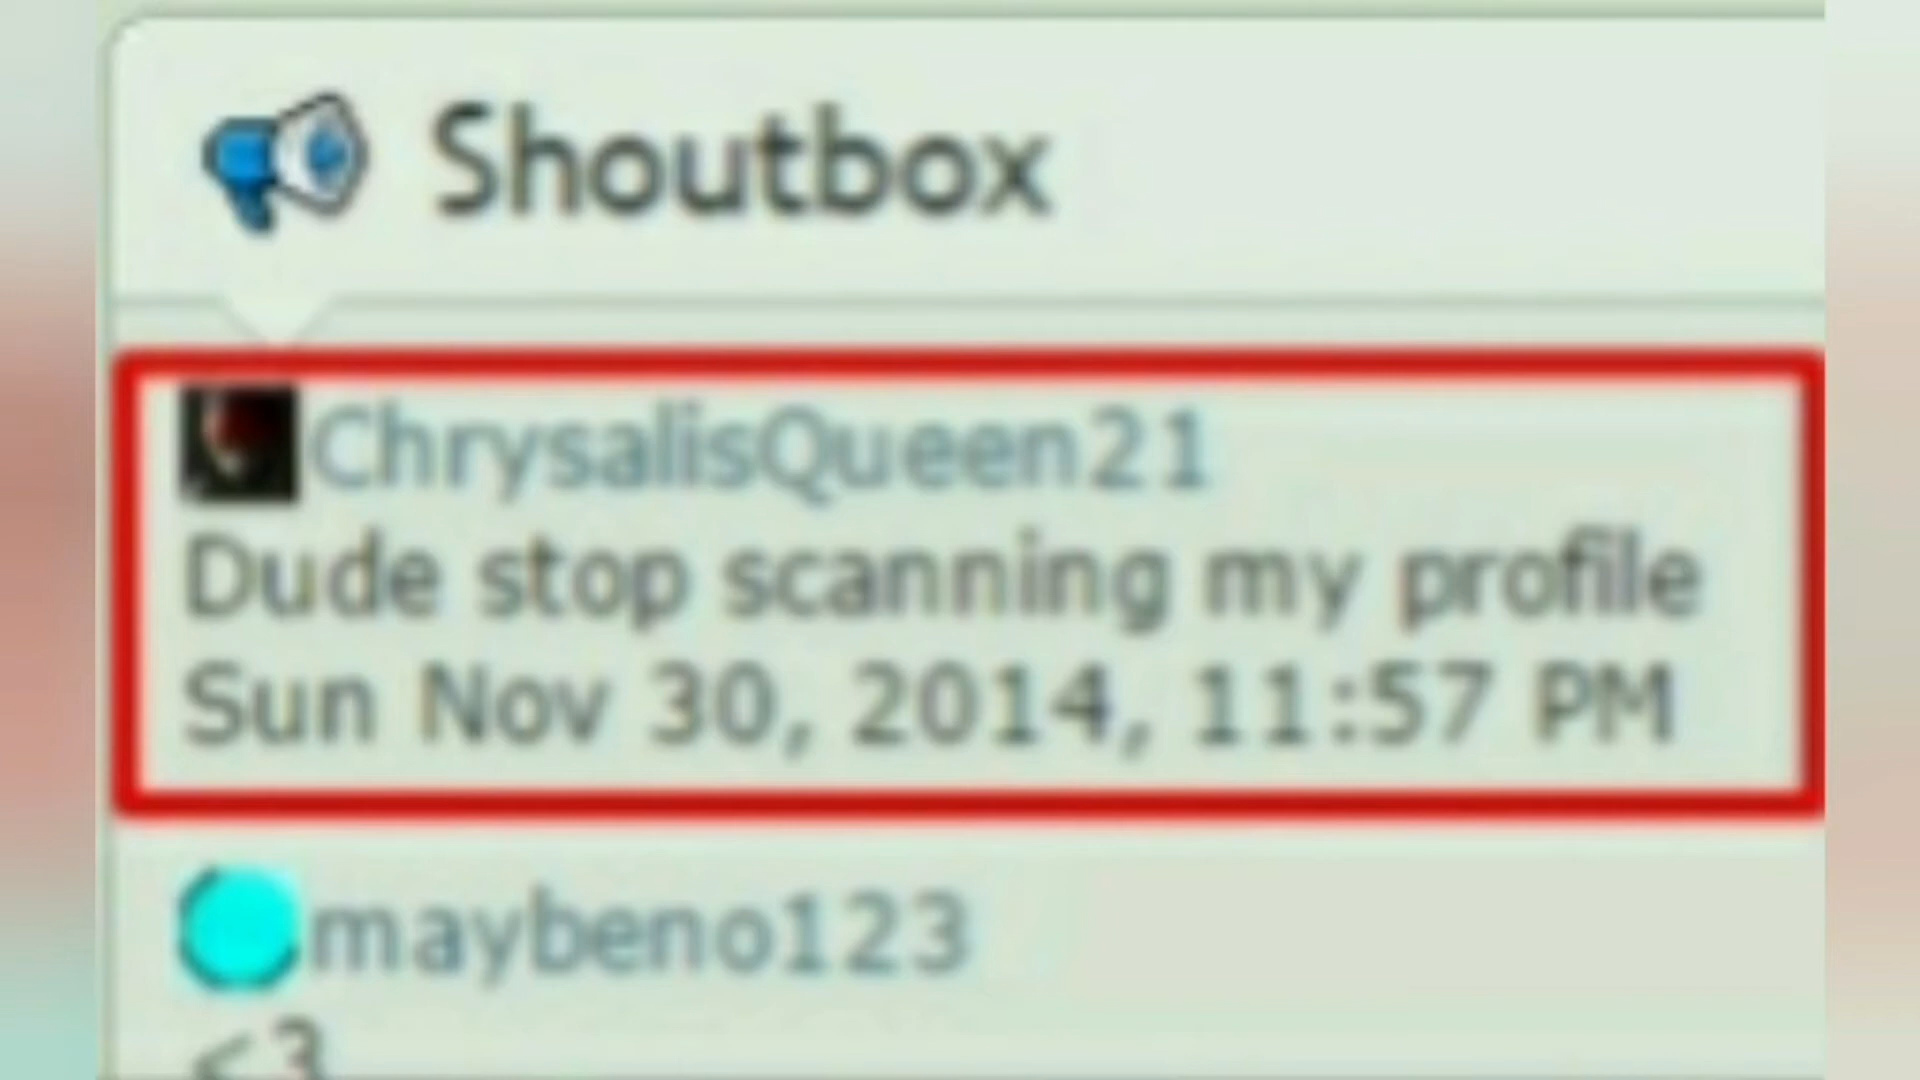 Shoutbox
ChrysalisQueen21
Dude stop scanning my profile
Sun Nov 30, 2014, 11:57 PM
maybeno123
<3